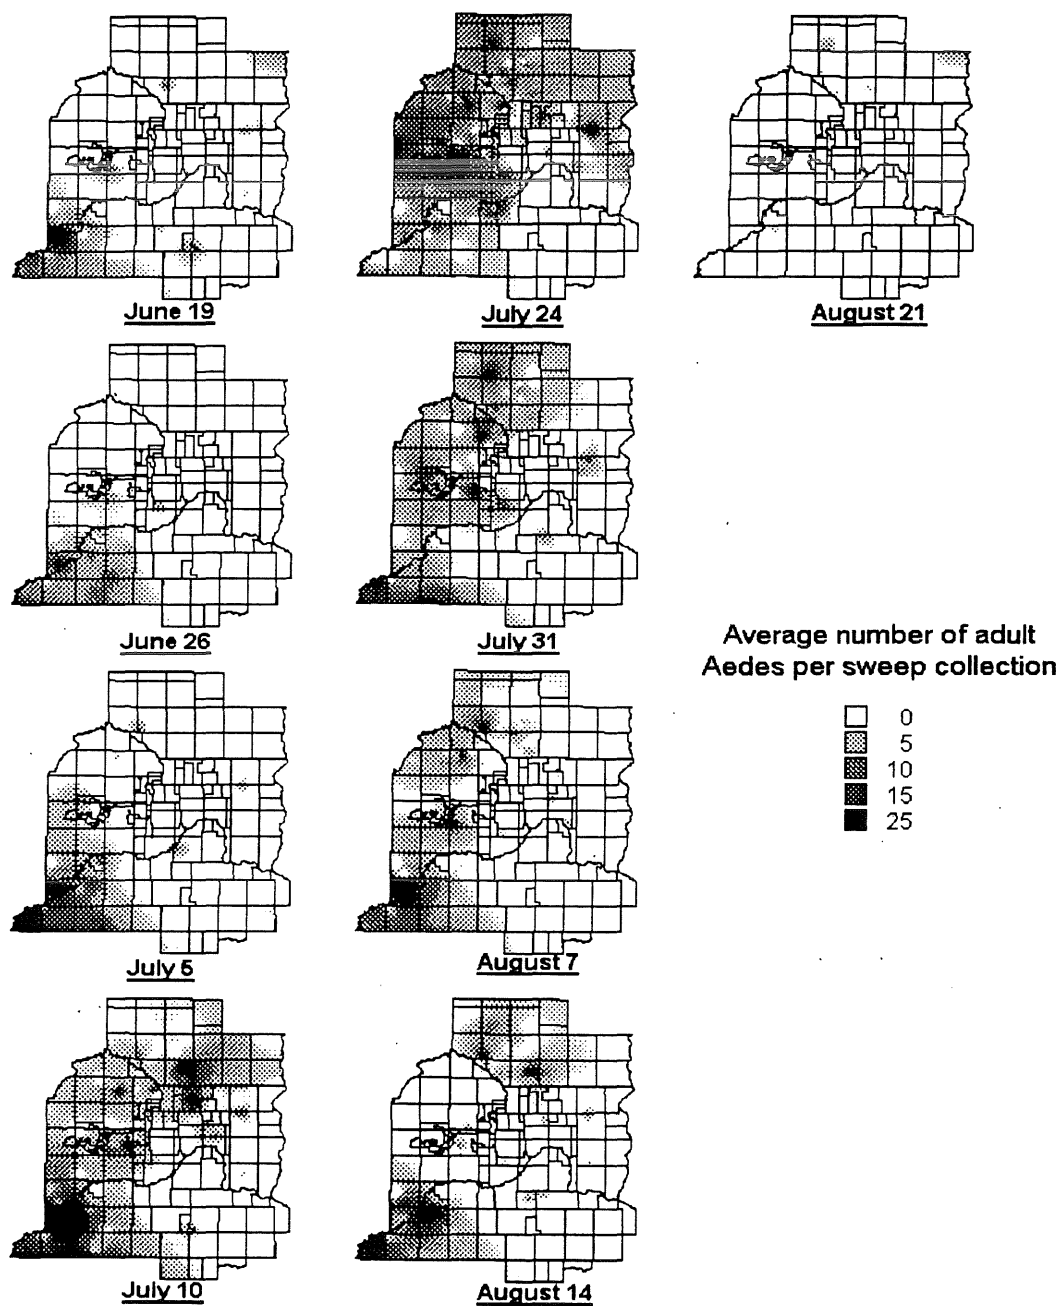 June 19
July 24
August 21
June 26
July 31
Average number of adult
Aedes per sweep collection
0
5
10
15
25
July 5
August 7
July 10
August 14